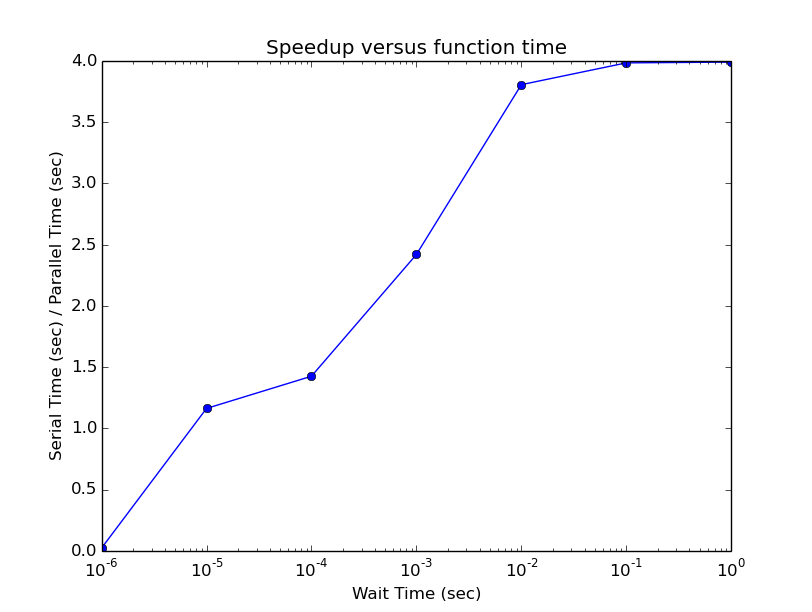 Speedup versus function time
Serial Time (sec) / Parallel Time (sec)
4.0
3.5
3.0
2.5
2.0
1.5
1.0
0.5
0.0
10^-6 10^-5 10^-4 10^-3 10^-2 10^-1 10^0
Wait Time (sec)